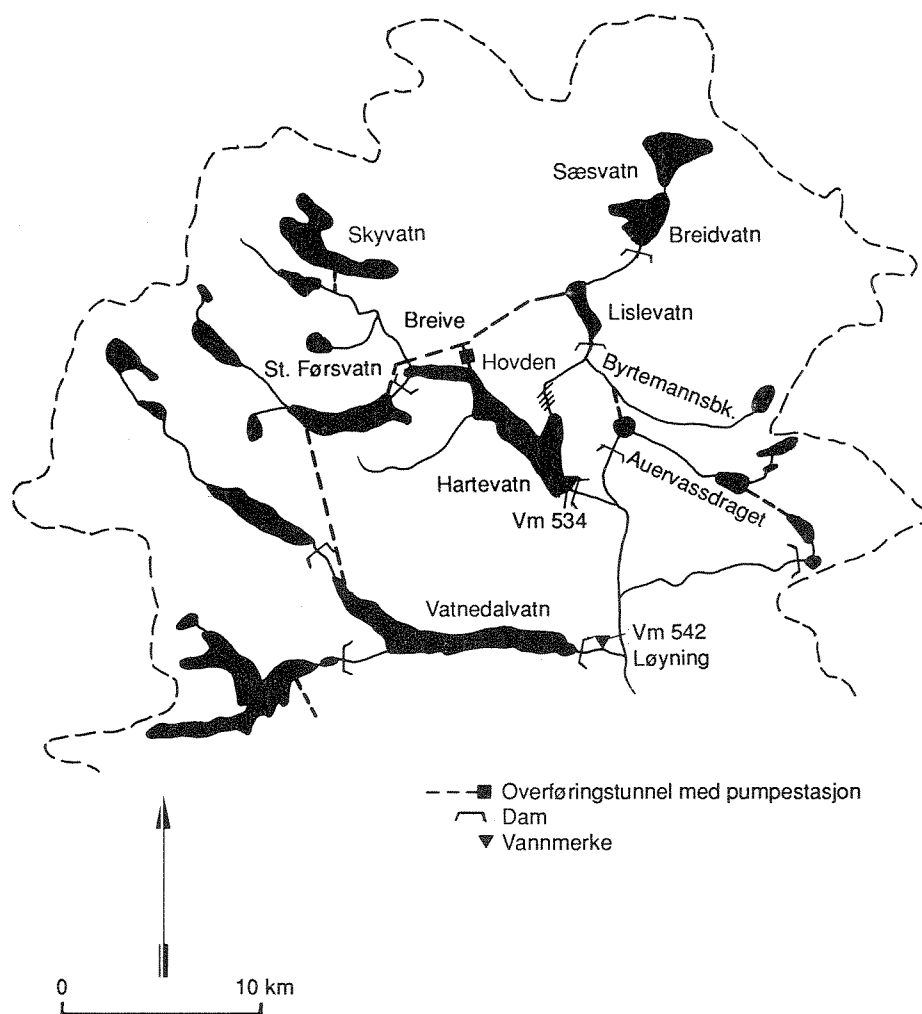 Sæsvatn
Skyvatn
Breidvatn
Breive
Lislevatn
St. Førsvatn
Hovden
Byrtemannsbk.
Hartevatn
Auervassdraget
Vm 534
Vatnedalvatn
Vm 542
Løyning
Overføringstunnel med pumpestasjon
Dam
Vannmerke
0 10 km